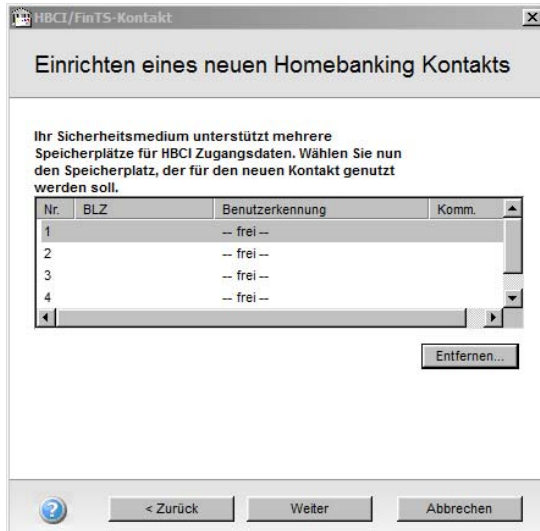 HBCI/FinTS-Kontakt
Einrichten eines neuen Homebanking Kontakts
Ihr Sicherheitsmedium unterstützt mehrere
Speicherplätze für HBCI Zugangsdaten. Wählen Sie nun
den Speicherplatz, der für den neuen Kontakt genutzt
werden soll.
Nr. BLZ Benutzerkennung Komm.
1 -- frei --
2 -- frei --
3 -- frei --
4 -- frei --
Entfernen...
< Zurück Weiter Abbrechen